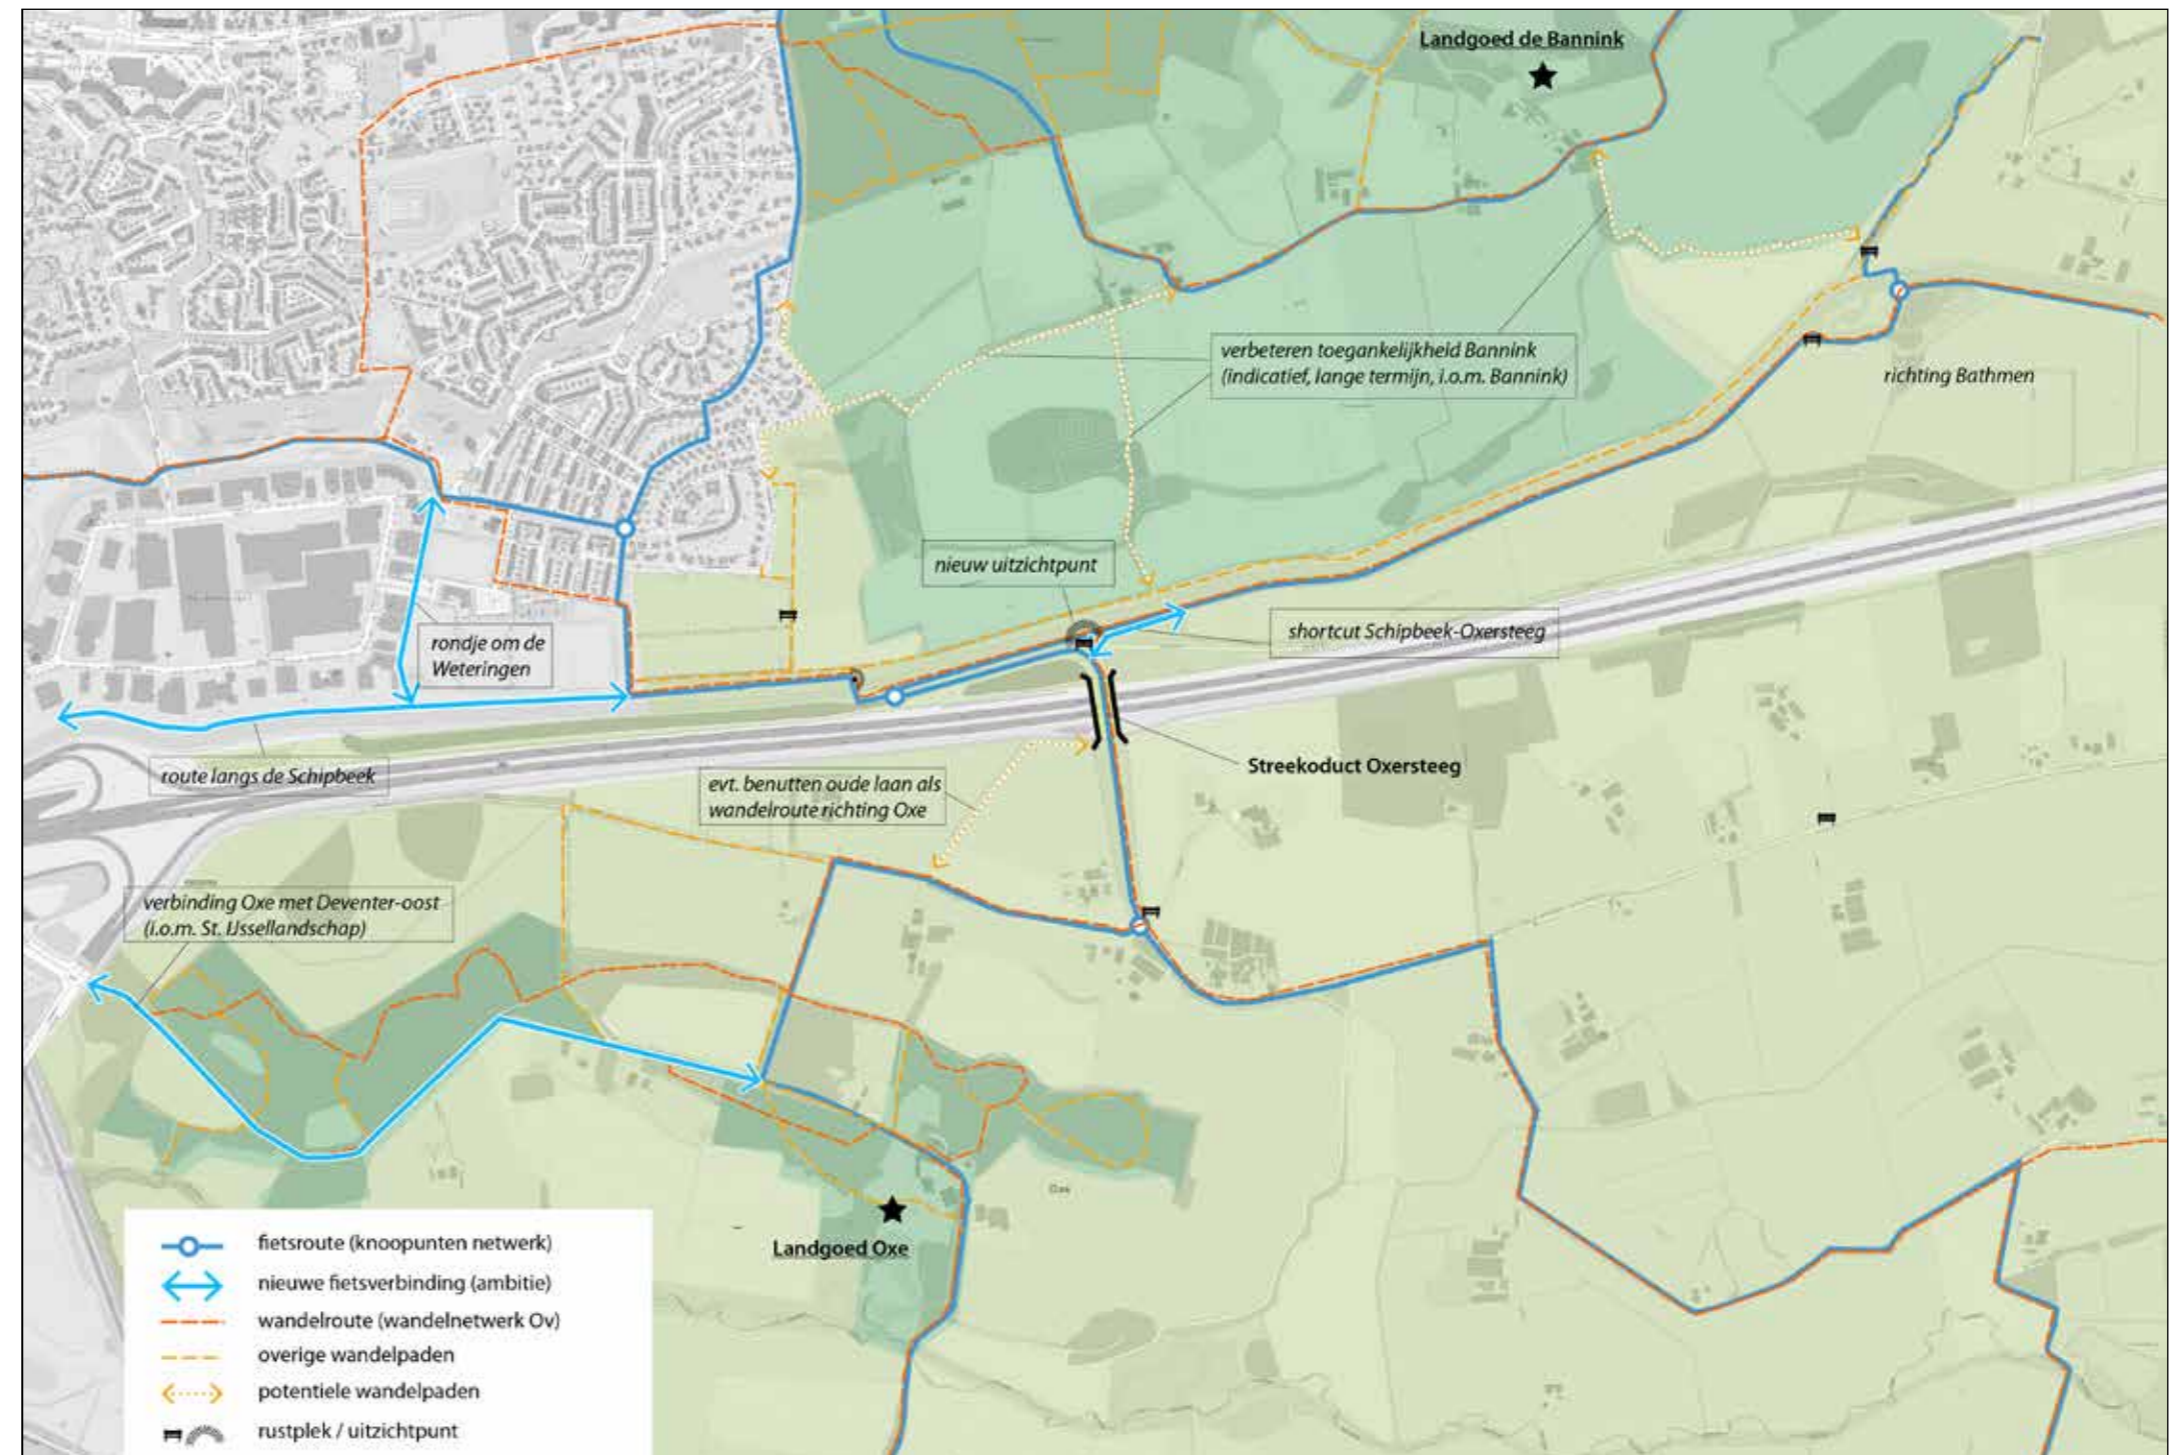 Landgoed de Bannink
verbeteren toegankelijkheid Bannink
(indicatief, lange termijn, i.o.m. Bannink)
richting Bathmen
nieuw uitzichtpunt
shortcut Schipbeek-Oxersteeg
rondje om de
Weteringen
route langs de Schipbeek
evt. benutten oude laan als
wandelroute richting Oxe
Streekoduct Oxersteeg
verbinding Oxe met Deventer-oost
(i.o.m. St. IJssellandschap)
Oxe
Landgoed Oxe
fietsroute (knoopunten netwerk)
nieuwe fietsverbinding (ambitie)
wandelroute (wandelnetwerk Ov)
overige wandelpaden
potentiele wandelpaden
rustplek / uitzichtpunt